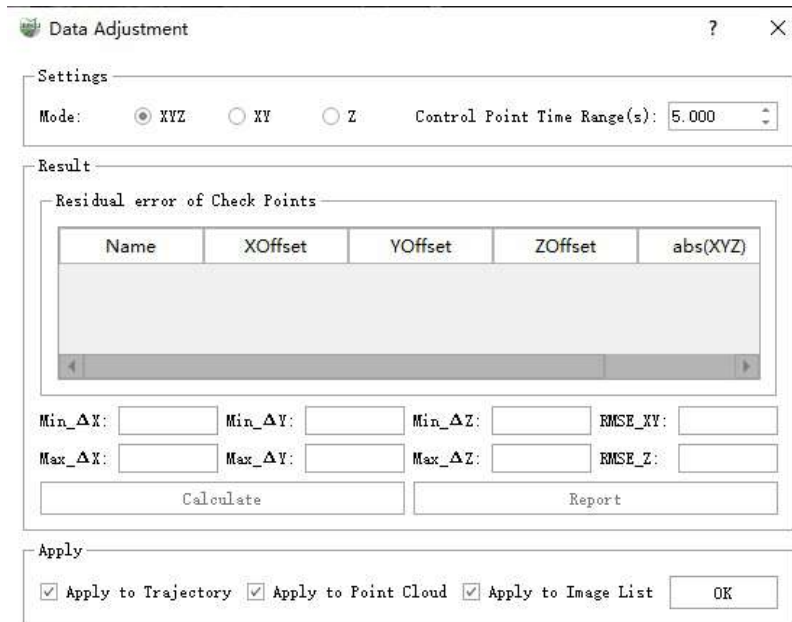 Data Adjustment ? ×
Settings
Mode: XYZ XY Z Control Point Time Range(s): 5.000
Result
Residual error of Check Points
Name XOffset YOffset ZOffset abs(XYZ)
Min_ΔX: Min_ΔY: Min_ΔZ: RMSE_XY:
Max_ΔX: Max_ΔY: Max_ΔZ: RMSE_Z:
Calculate Report
Apply
Apply to Trajectory Apply to Point Cloud Apply to Image List OK